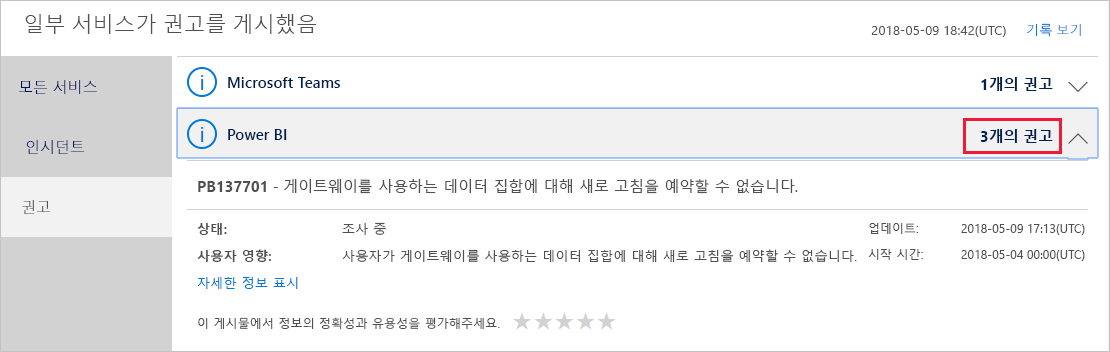 일부 서비스가 권고를 게시했음
2018-05-09 18:42(UTC) 기록 보기
모든 서비스
인시던트
권고
Microsoft Teams 1개의 권고
Power BI 3개의 권고
PB137701 - 게이트웨이를 사용하는 데이터 집합에 대해 새로 고침을 예약할 수 없습니다.
상태: 조사 중 업데이트: 2018-05-09 17:13(UTC)
사용자 영향: 사용자가 게이트웨이를 사용하는 데이터 집합에 대해 새로 고침을 예약할 수 없습니다. 시작 시간: 2018-05-04 00:00(UTC)
자세한 정보 표시
이 게시물에서 정보의 정확성과 유용성을 평가해주세요.